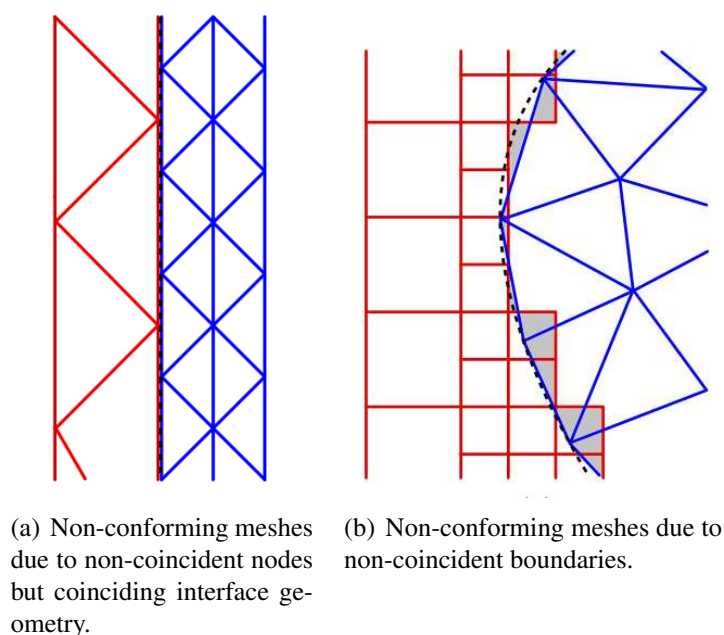 (a) Non-conforming meshes
due to non-coincident nodes
but coinciding interface ge-
ometry.
(b) Non-conforming meshes due to
non-coincident boundaries.